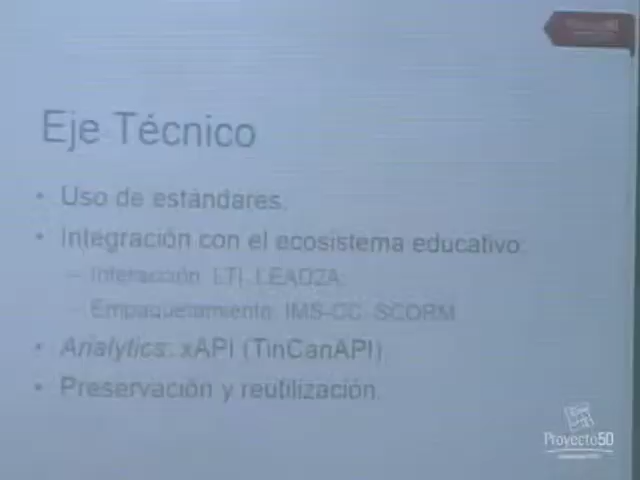 Eje Técnico
• Uso de estándares.
• Integración con el ecosistema educativo:
– Interacción: LTI, LEAD2A.
– Empaquetamiento: IMS-CC, SCORM
• Analytics: xAPI (TinCanAPI)
• Preservación y reutilización.
Proyecto50